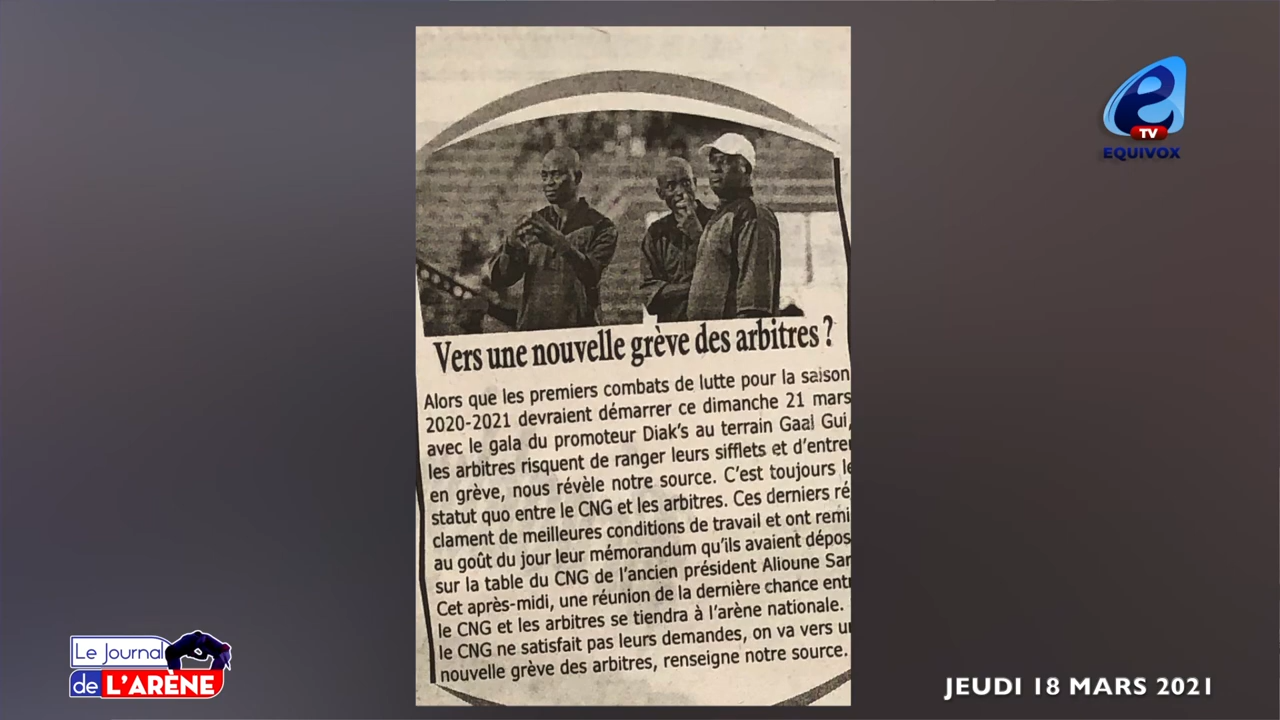 e
TV
EQUIVOX
Vers une nouvelle grève des arbitres ?
Alors que les premiers combats de lutte pour la saison
2020-2021 devraient démarrer ce dimanche 21 mars
avec le gala du promoteur Diak's au terrain Gaal Gui,
les arbitres risquent de ranger leurs sifflets et d'entrer
en grève, nous révèle notre source. C'est toujours le
statut quo entre le CNG et les arbitres. Ces derniers ré
clament de meilleures conditions de travail et ont remi
au goût du jour leur mémorandum qu'ils avaient dépos
sur la table du CNG de l'ancien président Alioune Sar
Cet après-midi, une réunion de la dernière chance ent
le CNG et les arbitres se tiendra à l'arène nationale.
le CNG ne satisfait pas leurs demandes, on va vers u
nouvelle grève des arbitres, renseigne notre source.
Le Journal
de L'ARÈNE
JEUDI 18 MARS 2021